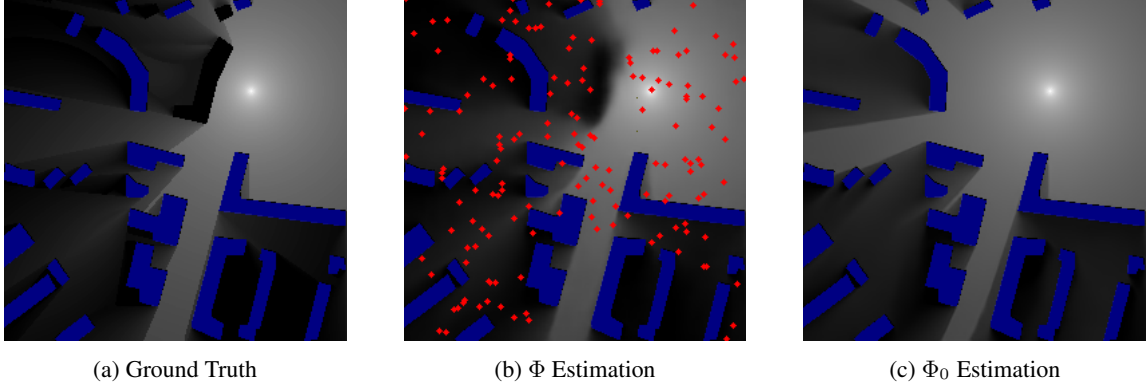 (a) Ground Truth
(b) Φ Estimation
(c) Φ₀ Estimation